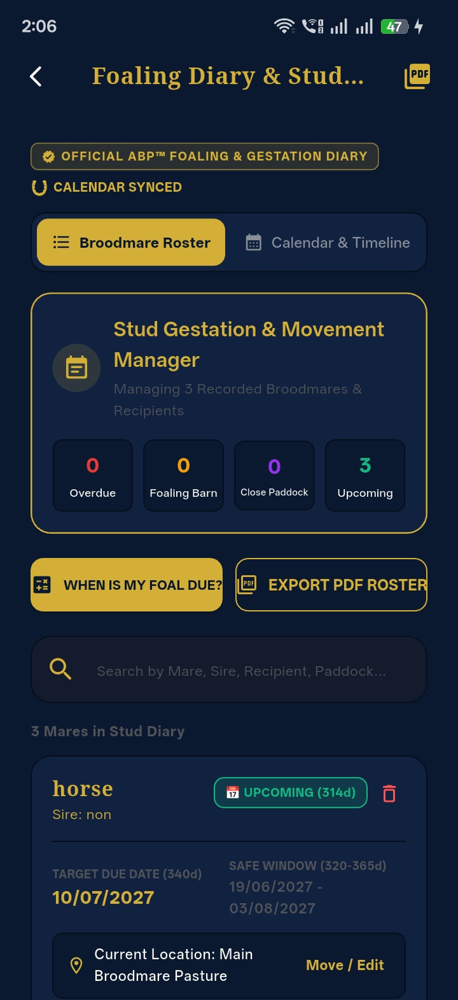 2:06
1
2
47
Foaling Diary & Stud...
PDF
OFFICIAL ABP™ FOALING & GESTATION DIARY
CALENDAR SYNCED
Broodmare Roster
Calendar & Timeline
Stud Gestation & Movement
Manager
Managing 3 Recorded Broodmares &
Recipients
0
Overdue
0
Foaling Barn
0
Close Paddock
3
Upcoming
WHEN IS MY FOAL DUE?
PDF
EXPORT PDF ROSTER
Search by Mare, Sire, Recipient, Paddock...
3 Mares in Stud Diary
horse
📅 UPCOMING (314d)
Sire: non
TARGET DUE DATE (340d)
10/07/2027
SAFE WINDOW (320-365d)
19/06/2027 -
03/08/2027
Current Location: Main
Broodmare Pasture
Move / Edit